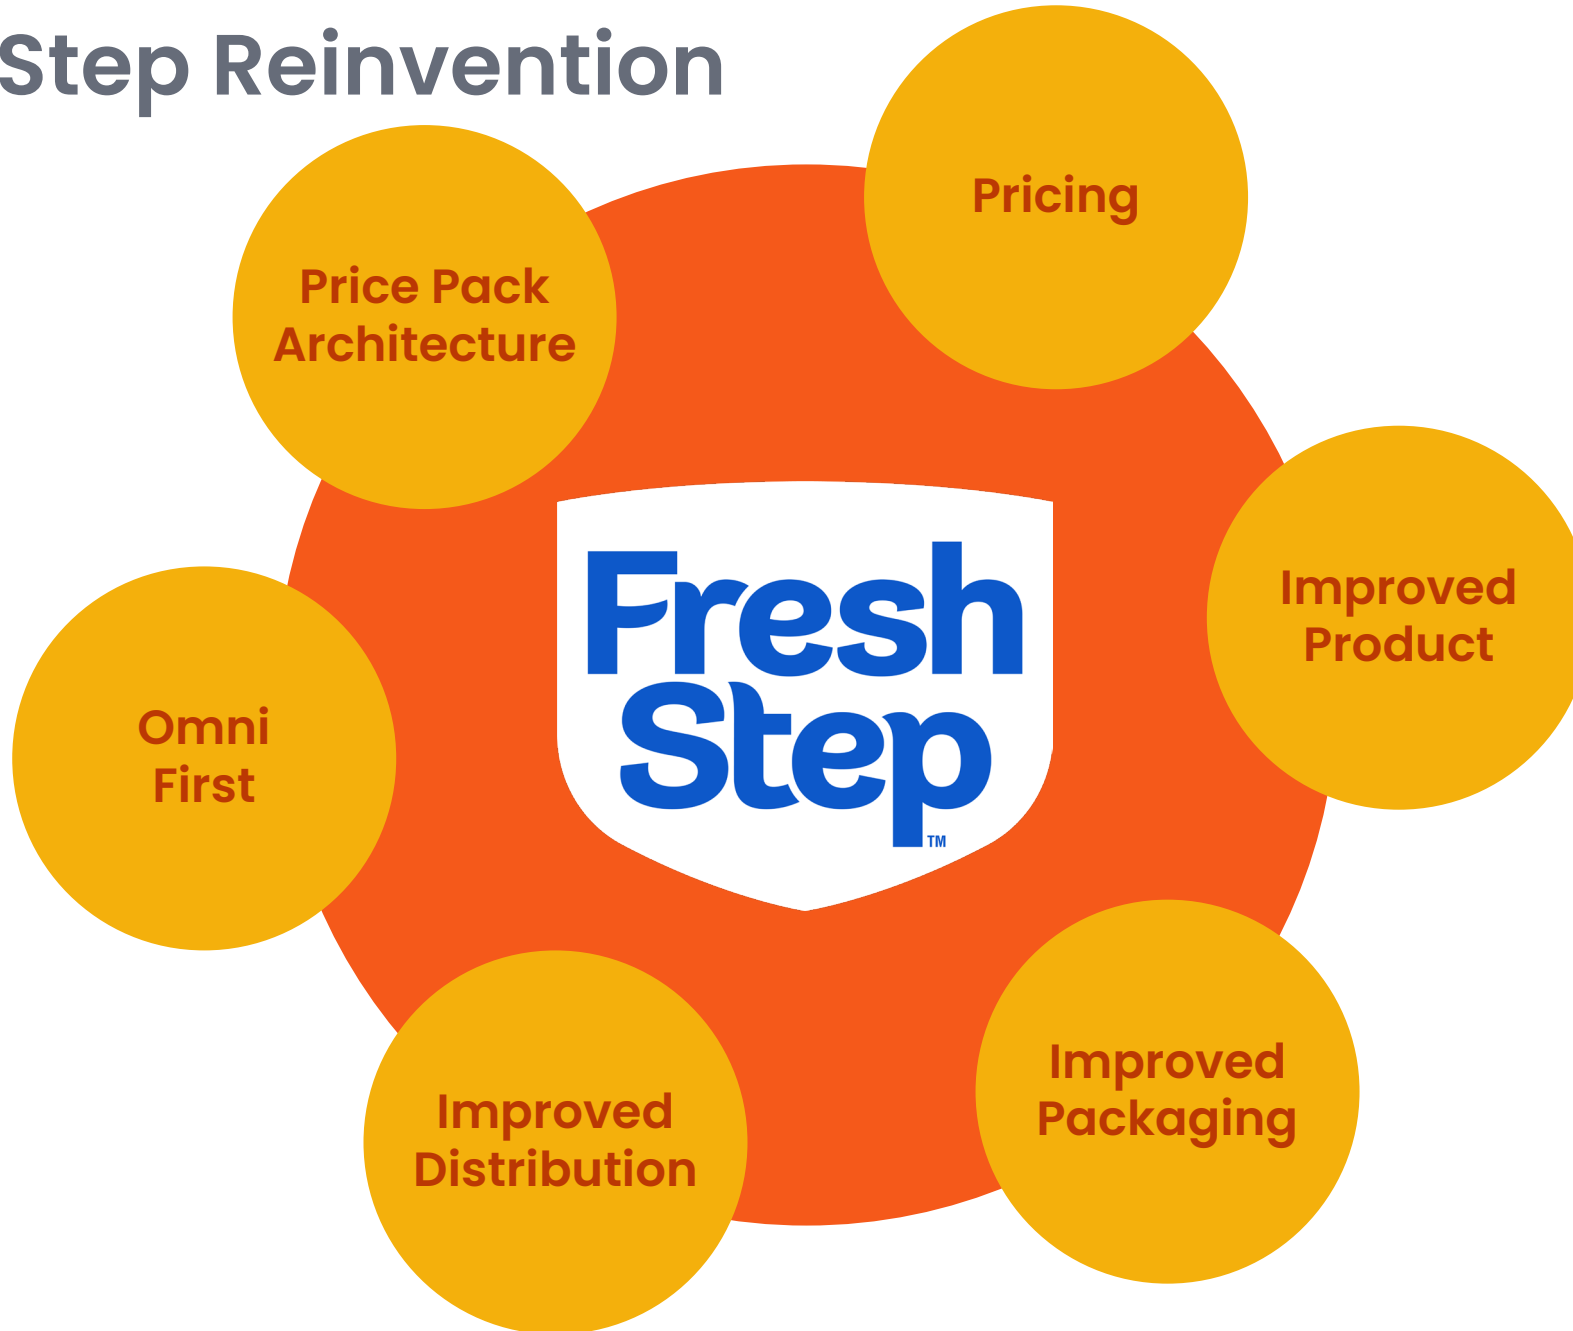 Step Reinvention
Pricing
Price Pack
Architecture
Improved
Product
Omni
First
Fresh
Step
TM
Improved
Packaging
Improved
Distribution